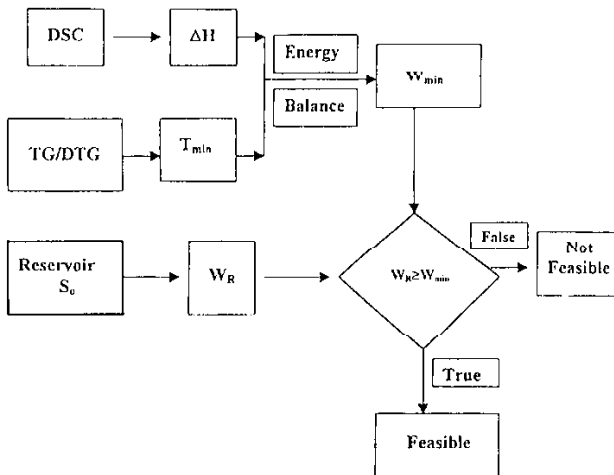 DSC
ΔH
Energy
Balance
W_min
TG/DTG
T_min
Reservoir
S_o
W_R
W_R≥W_min
False
Not
Feasible
True
Feasible